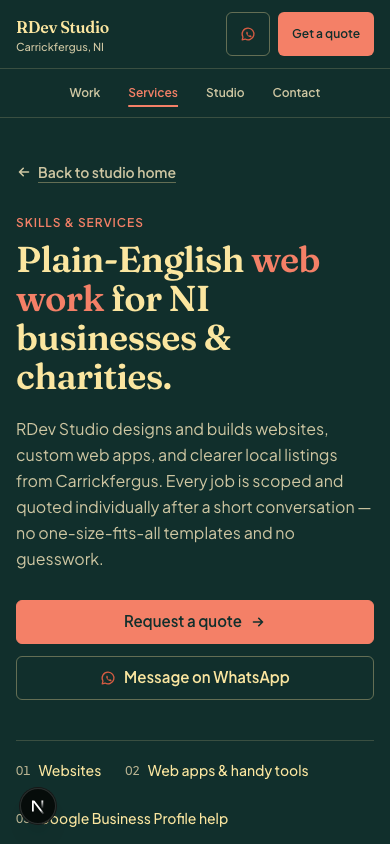 RDev Studio
Carrickfergus, NI
Get a quote
Work Services Studio Contact
← Back to studio home
SKILLS & SERVICES
Plain-English web
work for NI
businesses &
charities.
RDev Studio designs and builds websites,
custom web apps, and clearer local listings
from Carrickfergus. Every job is scoped and
quoted individually after a short conversation —
no one-size-fits-all templates and no
guesswork.
Request a quote →
Message on WhatsApp
01 Websites 02 Web apps & handy tools
Business Profile help